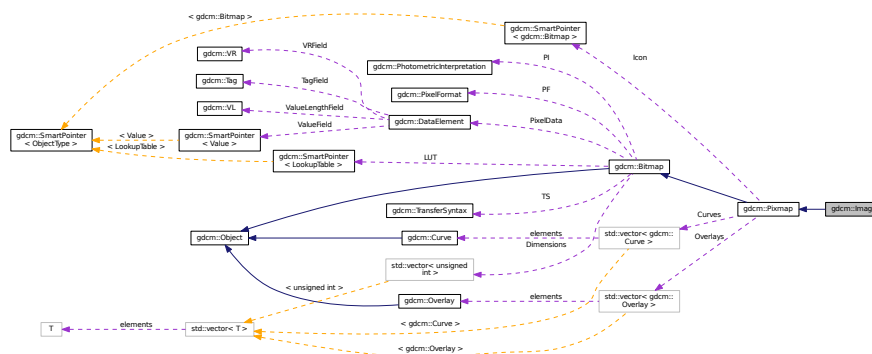 < gdcm::Bitmap >
gdcm::SmartPointer
< gdcm::Bitmap >
VRField
gdcm::VR
PI
Icon
gdcm::PhotometricInterpretation
TagField
gdcm::Tag
PF
gdcm::PixelFormat
gdcm::VL
ValueLengthField
PixelData
gdcm::DataElement
ValueField
gdcm::SmartPointer
< ObjectType >
< Value >
gdcm::SmartPointer
< Value >
< LookupTable >
gdcm::SmartPointer
< LookupTable >
LUT
gdcm::Bitmap
TS
gdcm::TransferSyntax
gdcm::Pixmap
gdcm::Imag
Curves
gdcm::Object
gdcm::Curve
elements
std::vector< gdcm::
Curve >
Overlays
Dimensions
std::vector< unsigned
int >
< unsigned int >
gdcm::Overlay
elements
std::vector< gdcm::
Overlay >
T
elements
std::vector< T >
< gdcm::Curve >
< gdcm::Overlay >